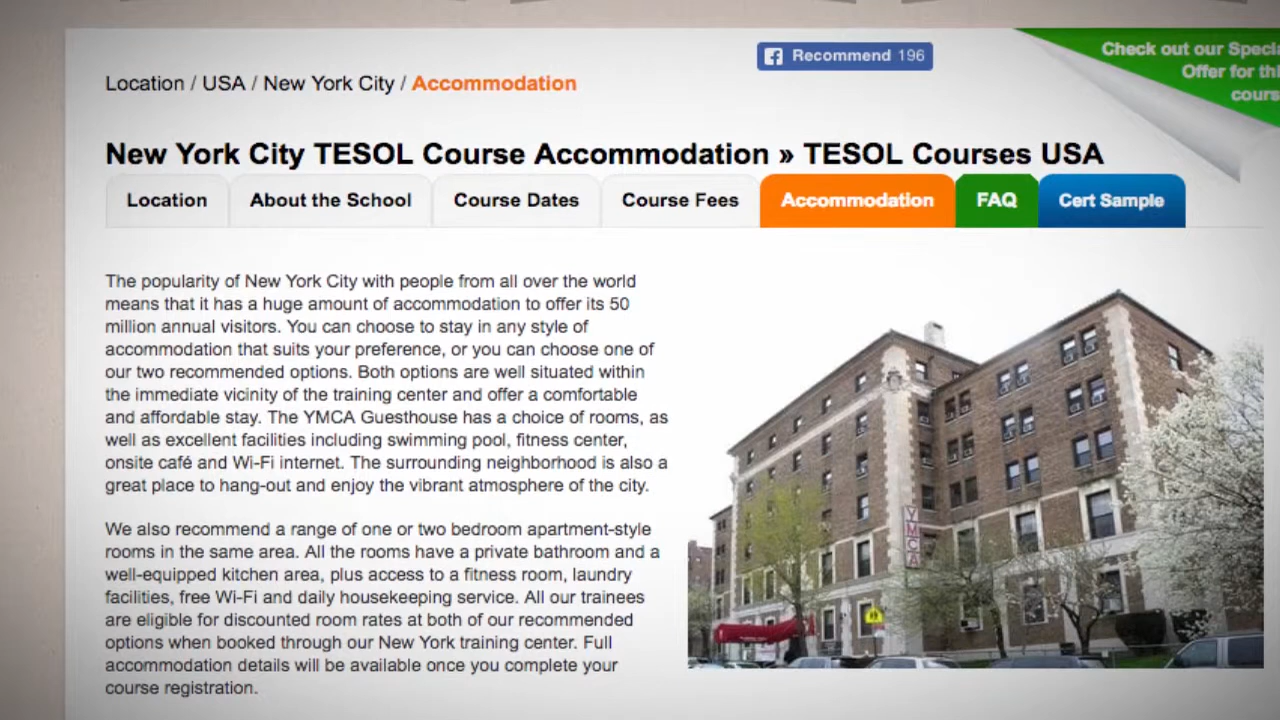 Recommend 196
Check out our
Offer for
Location / USA / New York City / Accommodation
New York City TESOL Course Accommodation » TESOL Courses USA
Location About the School Course Dates Course Fees Accommodation FAQ Cert Sample
The popularity of New York City with people from all over the world
means that it has a huge amount of accommodation to offer its 50
million annual visitors. You can choose to stay in any style of
accommodation that suits your preference, or you can choose one of
our two recommended options. Both options are well situated within
the immediate vicinity of the training center and offer a comfortable
and affordable stay. The YMCA Guesthouse has a choice of rooms, as
well as excellent facilities including swimming pool, fitness center,
onsite café and Wi-Fi internet. The surrounding neighborhood is also a
great place to hang-out and enjoy the vibrant atmosphere of the city.
We also recommend a range of one or two bedroom apartment-style
rooms in the same area. All the rooms have a private bathroom and a
well-equipped kitchen area, plus access to a fitness room, laundry
facilities, free Wi-Fi and daily housekeeping service. All our trainees
are eligible for discounted room rates at both of our recommended
options when booked through our New York training center. Full
accommodation details will be available once you complete your
course registration.
YMCA